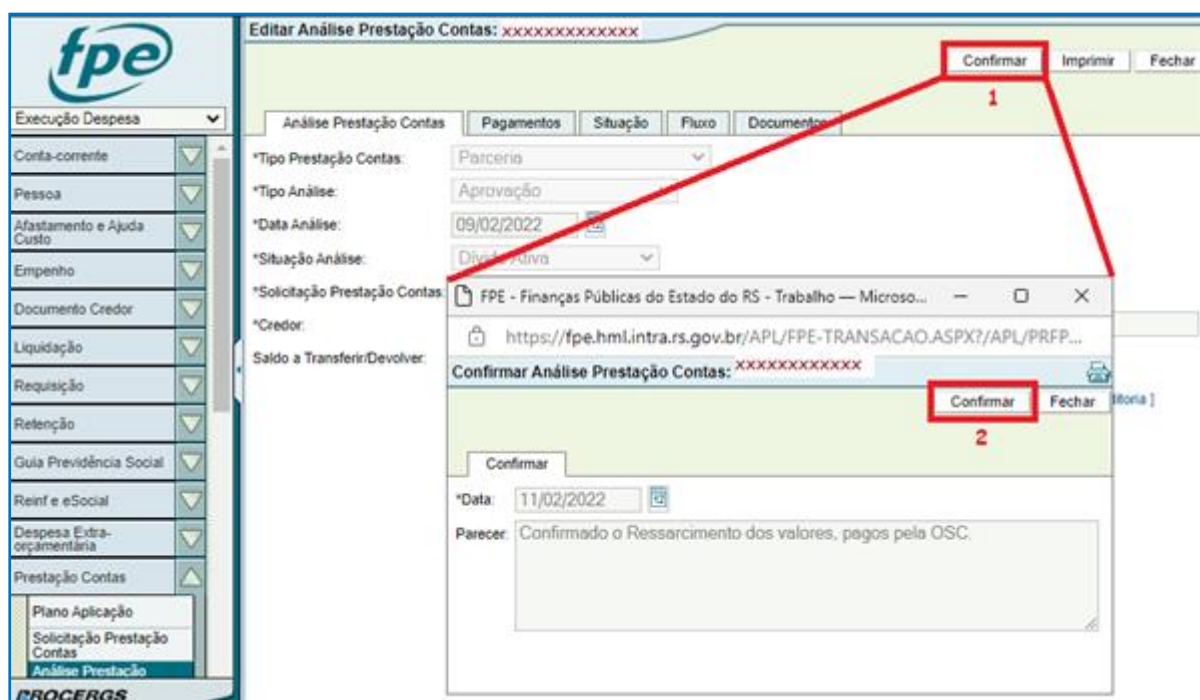 fpe
Execução Despesa
Conta-corrente
Pessoa
Afastamento e Ajuda
Custo
Empenho
Documento Credor
Liquidação
Requisição
Retenção
Guia Previdência Social
Reinf e eSocial
Despesa Extra-
orçamentária
Prestação Contas
Plano Aplicação
Solicitação Prestação
Contas
Análise Prestação
PROCERGS
Editar Análise Prestação Contas: xxxxxxxxxxxxx
Confirmar Imprimir Fechar
1
Análise Prestação Contas Pagamentos Situação Fluxo Documentos
*Tipo Prestação Contas: Parceria
*Tipo Análise: Aprovação
*Data Análise: 09/02/2022
*Situação Análise: Dívida Ativa
*Solicitação Prestação Contas:
*Credor:
Saldo a Transferir/Devolver:
FPE - Finanças Públicas do Estado do RS - Trabalho — Microso...
https://fpe.hml.intra.rs.gov.br/APL/FPE-TRANSACAO.ASPX?/APL/PRFP...
Confirmar Análise Prestação Contas: xxxxxxxxxxxx
Confirmar Fechar
2
Confirmar
*Data: 11/02/2022
Parecer: Confirmado o Ressarcimento dos valores, pagos pela OSC.